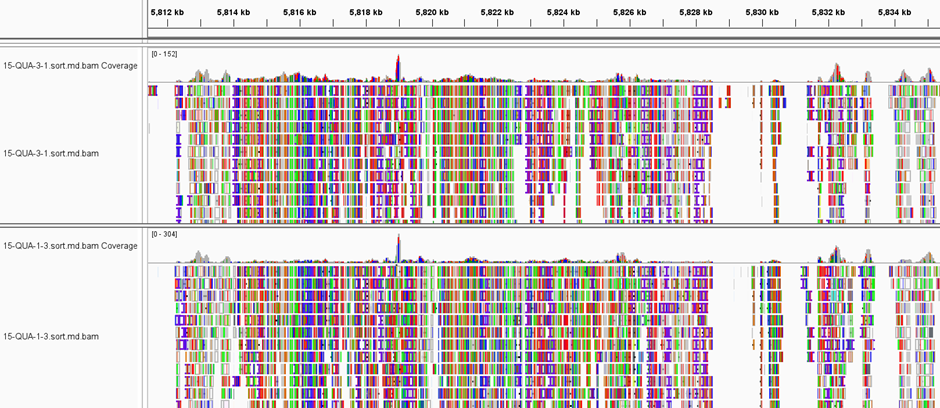 5,812 kb 5,814 kb 5,816 kb 5,818 kb 5,820 kb 5,822 kb 5,824 kb 5,826 kb 5,828 kb 5,830 kb 5,832 kb 5,834 kb
[0 - 152]
15-QUA-3-1.sort.md.bam Coverage
15-QUA-3-1.sort.md.bam
[0 - 304]
15-QUA-1-3.sort.md.bam Coverage
15-QUA-1-3.sort.md.bam